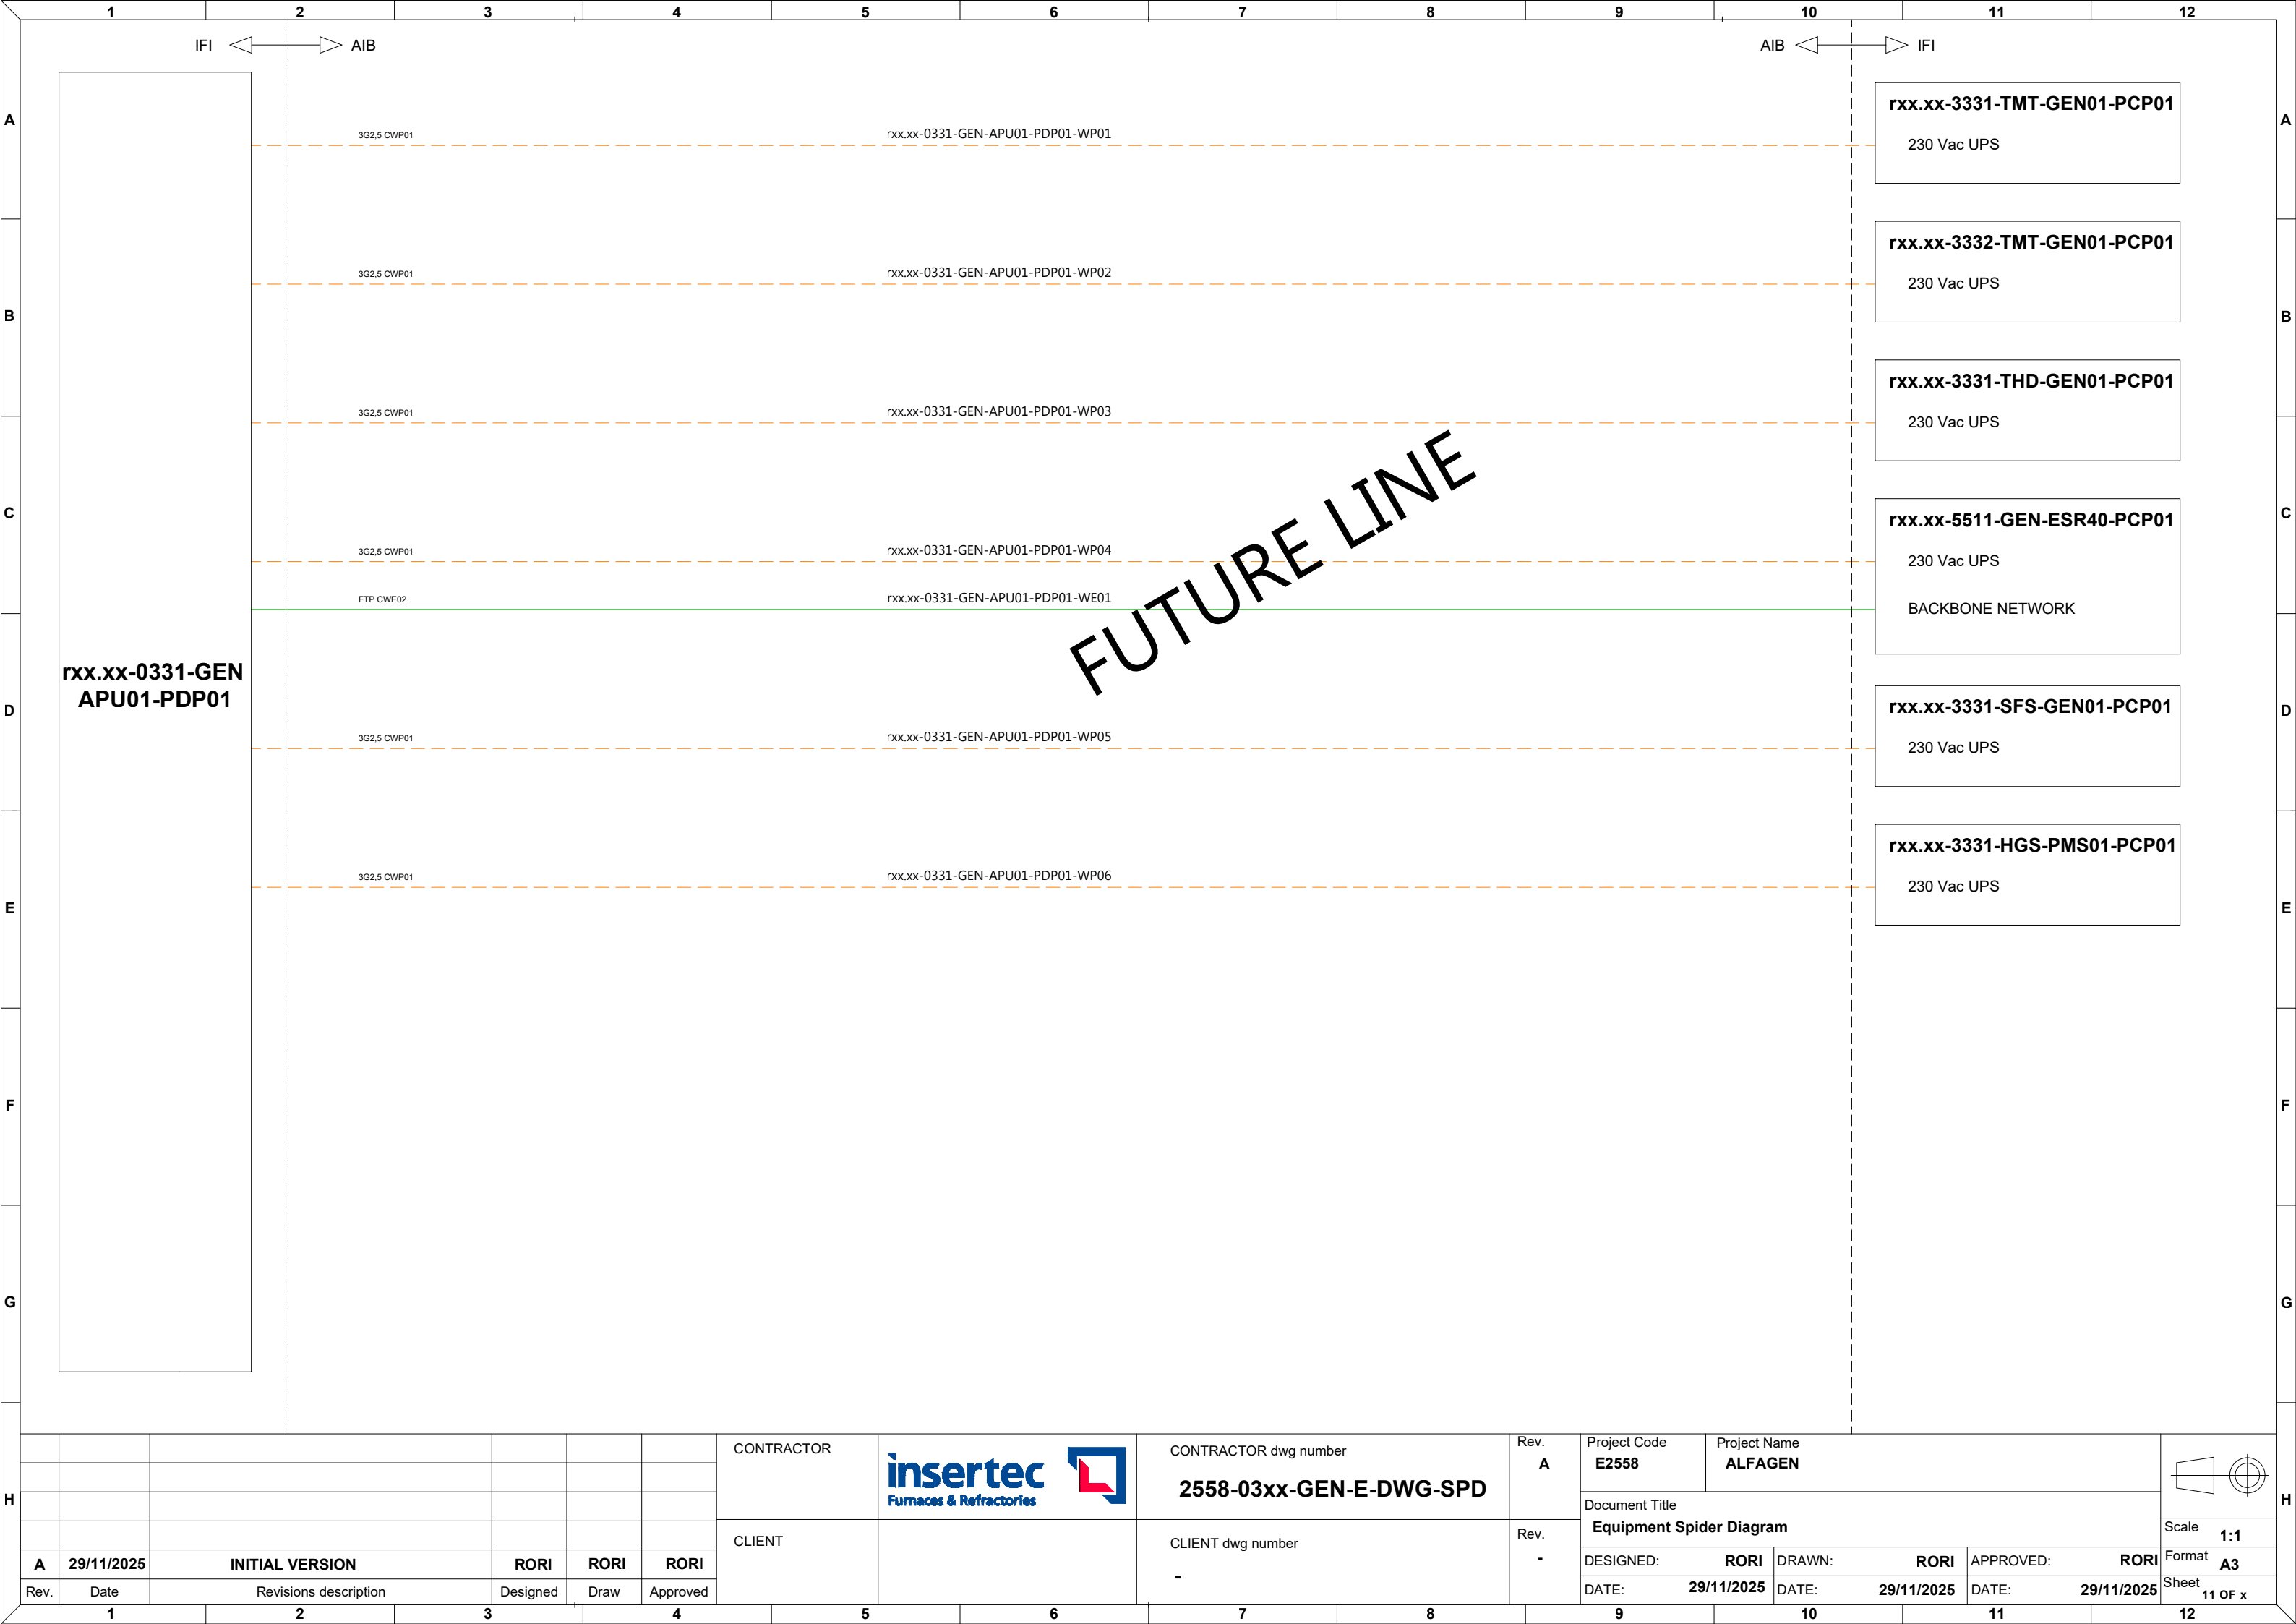 1 2 3 4 5 6 7 8 9 10 11 12
IFI AIB
AIB IFI
A A
B B
C C
D D
E E
F F
G G
H H
rxx.xx-0331-GEN
APU01-PDP01
3G2,5 CWP01 rxx.xx-0331-GEN-APU01-PDP01-WP01
rxx.xx-3331-TMT-GEN01-PCP01
230 Vac UPS
3G2,5 CWP01 rxx.xx-0331-GEN-APU01-PDP01-WP02
rxx.xx-3332-TMT-GEN01-PCP01
230 Vac UPS
3G2,5 CWP01 rxx.xx-0331-GEN-APU01-PDP01-WP03
rxx.xx-3331-THD-GEN01-PCP01
230 Vac UPS
FUTURE LINE
3G2,5 CWP01 rxx.xx-0331-GEN-APU01-PDP01-WP04
rxx.xx-5511-GEN-ESR40-PCP01
230 Vac UPS
FTP CWE02 rxx.xx-0331-GEN-APU01-PDP01-WE01
BACKBONE NETWORK
3G2,5 CWP01 rxx.xx-0331-GEN-APU01-PDP01-WP05
rxx.xx-3331-SFS-GEN01-PCP01
230 Vac UPS
3G2,5 CWP01 rxx.xx-0331-GEN-APU01-PDP01-WP06
rxx.xx-3331-HGS-PMS01-PCP01
230 Vac UPS
A 29/11/2025 INITIAL VERSION RORI RORI RORI
Rev. Date Revisions description Designed Draw Approved
CONTRACTOR
insertec
Furnaces & Refractories
CONTRACTOR dwg number
2558-03xx-GEN-E-DWG-SPD
Rev.
A
CLIENT
CLIENT dwg number
-
Rev.
-
Project Code
E2558
Project Name
ALFAGEN
Document Title
Equipment Spider Diagram
DESIGNED: RORI DRAWN: RORI APPROVED: RORI
DATE: 29/11/2025 DATE: 29/11/2025 DATE: 29/11/2025
Scale 1:1
Format A3
Sheet 11 OF x
1 2 3 4 5 6 7 8 9 10 11 12